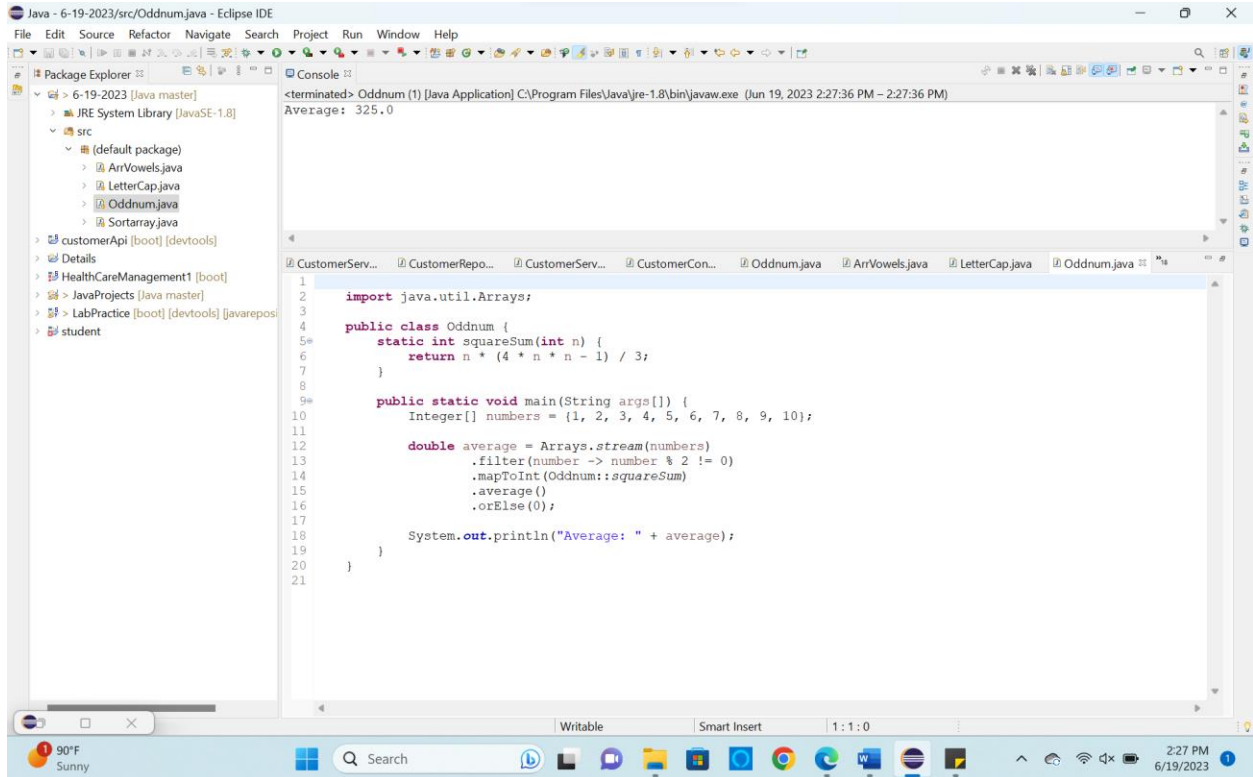 Java - 6-19-2023/src/Oddnum.java - Eclipse IDE
File Edit Source Refactor Navigate Search Project Run Window Help
Package Explorer
6-19-2023 [Java master]
JRE System Library [JavaSE-1.8]
src
(default package)
ArrVowels.java
LetterCap.java
Oddnum.java
Sortarray.java
customerApi [boot] [devtools]
Details
HealthCareManagement1 [boot]
> JavaProjects [Java master]
> LabPractice [boot] [devtools] [javareposi
student
Console
<terminated> Oddnum (1) [Java Application] C:\Program Files\Java\jre-1.8\bin\javaw.exe (Jun 19, 2023 2:27:36 PM – 2:27:36 PM)
Average: 325.0
CustomerServ... CustomerRepo... CustomerServ... CustomerCon... Oddnum.java ArrVowels.java LetterCap.java Oddnum.java "18
1
2 import java.util.Arrays;
3
4 public class Oddnum {
5 static int squareSum(int n) {
6 return n * (4 * n * n - 1) / 3;
7 }
8
9 public static void main(String args[]) {
10 Integer[] numbers = {1, 2, 3, 4, 5, 6, 7, 8, 9, 10};
11
12 double average = Arrays.stream(numbers)
13 .filter(number -> number % 2 != 0)
14 .mapToInt(Oddnum::squareSum)
15 .average()
16 .orElse(0);
17
18 System.out.println("Average: " + average);
19 }
20 }
21
Writable Smart Insert 1 : 1 : 0
1
90°F
Sunny
Search
2:27 PM
6/19/2023
1